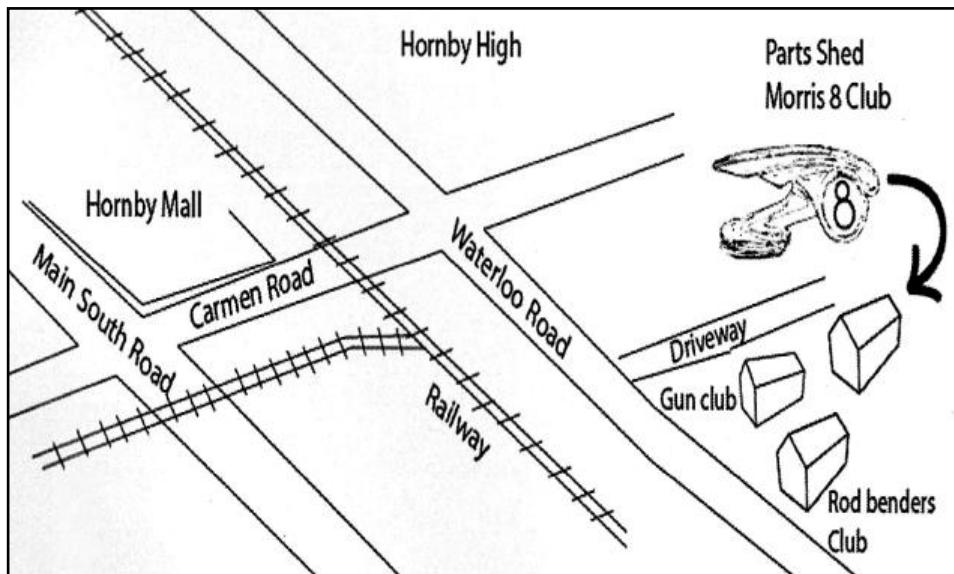 Hornby High
Parts Shed
Morris 8 Club
8
Hornby Mall
Main South Road
Carmen Road
Waterloo Road
Driveway
Gun club
Railway
Rod benders
Club